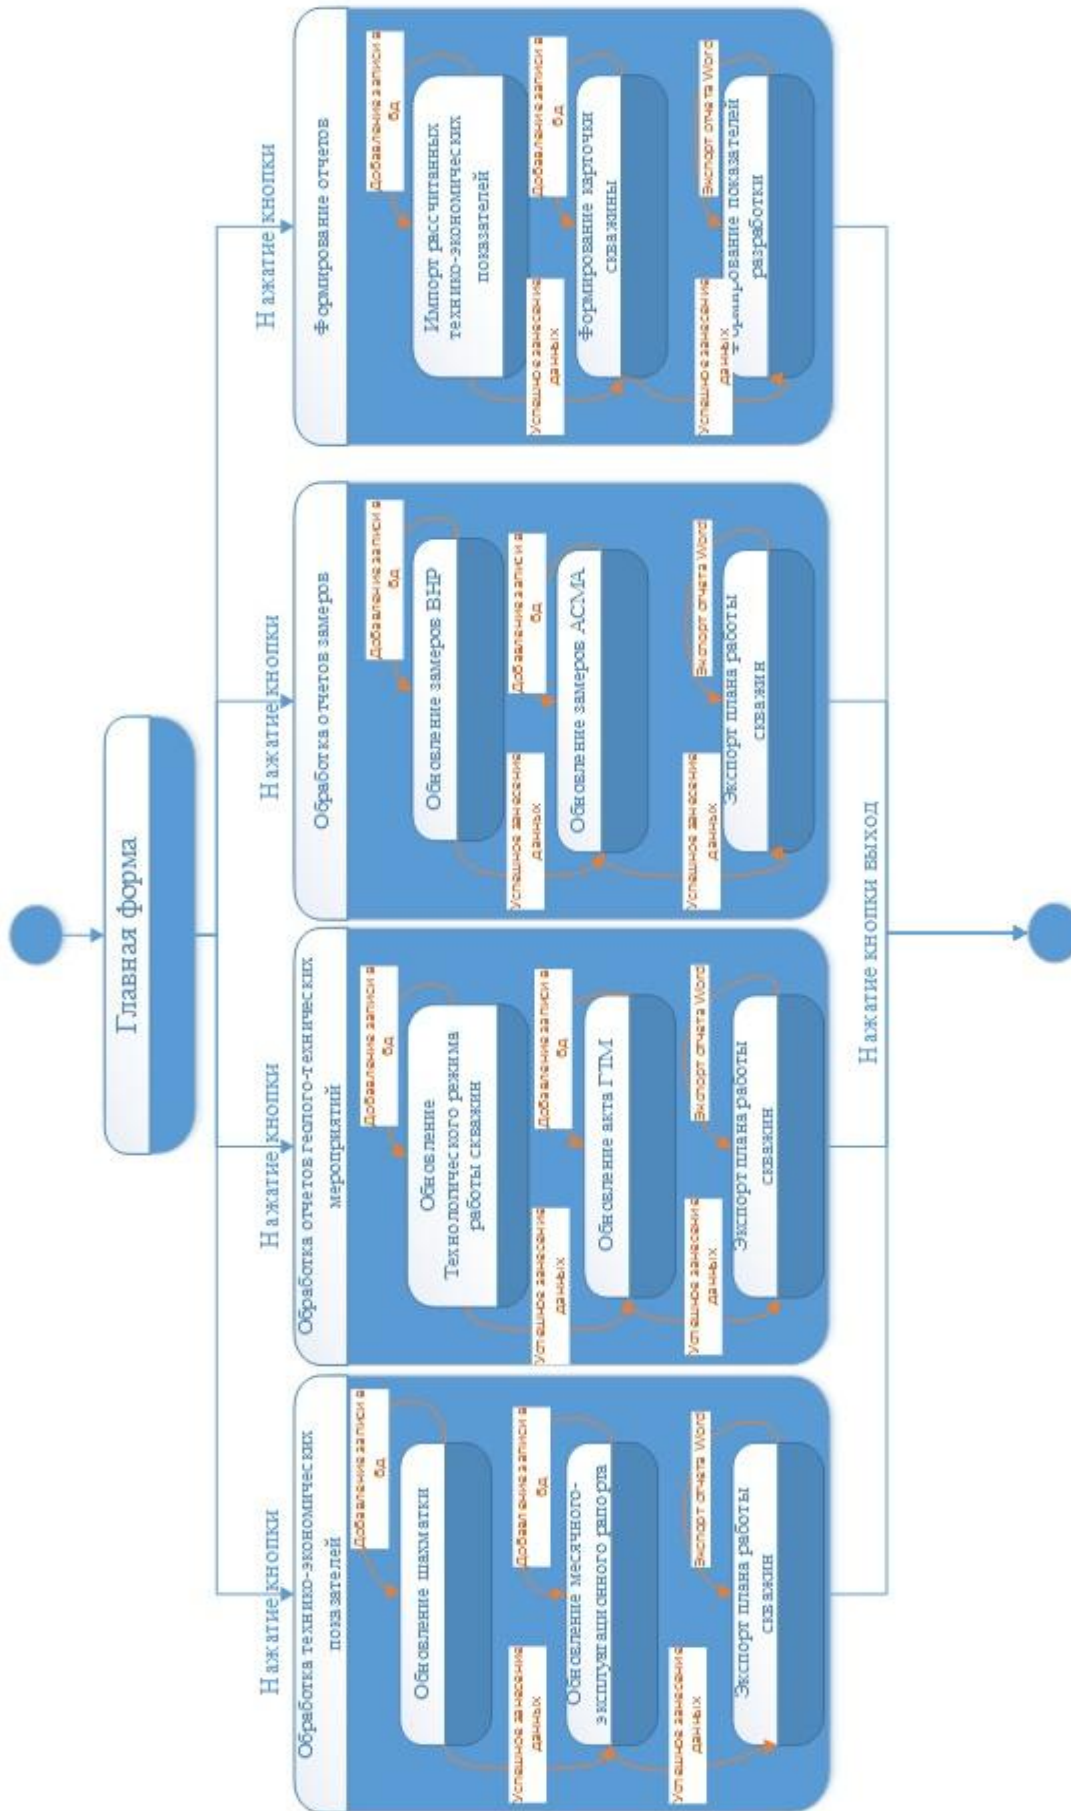 Главная форма
Нажатие кнопки
Нажатие кнопки
Нажатие кнопки
Нажатие кнопки
Обработка технико-экономических
показателей
Добавление записи в
бд
Обновление шахматки
Успешное занесение
данных
Добавление записи в
бд
Обновление месячного-
эксплуатационного рапорта
Успешное занесение
данных
Экспорт отчета Word
Экспорт плана работы
скважин
Обработка отчетов геолого-технических
мероприятий
Добавление записи в
бд
Обновление
Технологического режима
работы скважин
Успешное занесение
данных
Добавление записи в
бд
Обновление акта ГТМ
Успешное занесение
данных
Экспорт отчета Word
Экспорт плана работы
скважин
Обработка отчетов замеров
Добавление записи в
бд
Обновление замеров ВНР
Успешное занесение
данных
Добавление записи в
бд
Обновление замеров АСМА
Успешное занесение
данных
Экспорт отчета Word
Экспорт плана работы
скважин
Формирование отчетов
Добавление записи в
бд
Импорт рассчитанных
технико-экономических
показателей
Успешное занесение
данных
Добавление записи в
бд
Формирование карточки
скважины
Успешное занесение
данных
Экспорт отчета Word
показателей
разработки
Нажатие кнопки выход